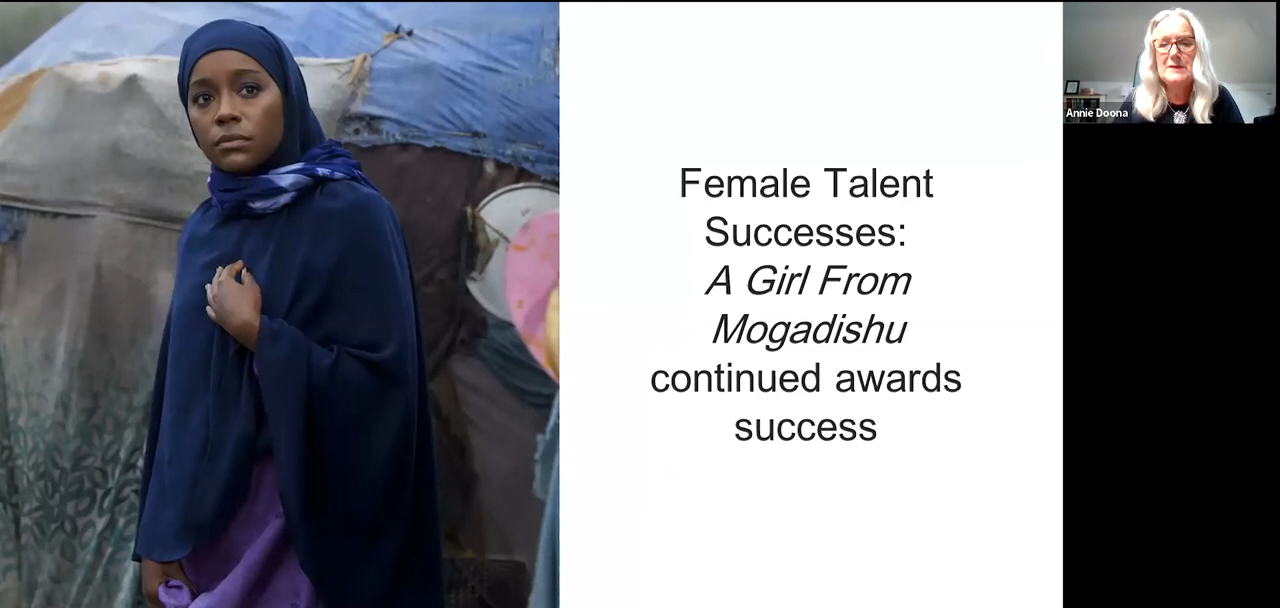 Female Talent
Successes:
A Girl From
Mogadishu
continued awards
success
Annie Doona